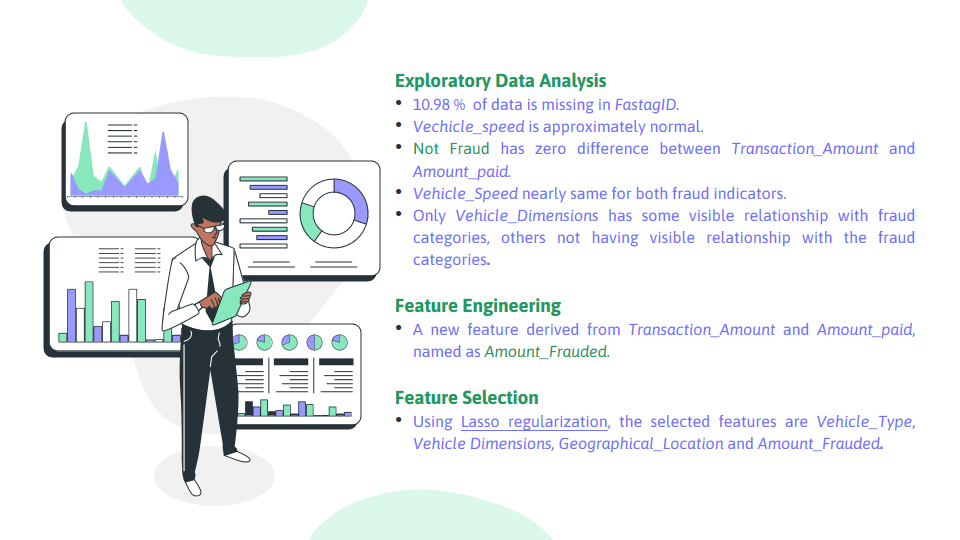 Exploratory Data Analysis
• 10.98 % of data is missing in FastagID.
• Vechicle_speed is approximately normal.
• Not Fraud has zero difference between Transaction_Amount and
Amount_paid.
• Vehicle_Speed nearly same for both fraud indicators.
• Only Vehicle_Dimensions has some visible relationship with fraud
categories, others not having visible relationship with the fraud
categories.
Feature Engineering
• A new feature derived from Transaction_Amount and Amount_paid,
named as Amount_Frauded.
Feature Selection
• Using Lasso regularization, the selected features are Vehicle_Type,
Vehicle Dimensions, Geographical_Location and Amount_Frauded.